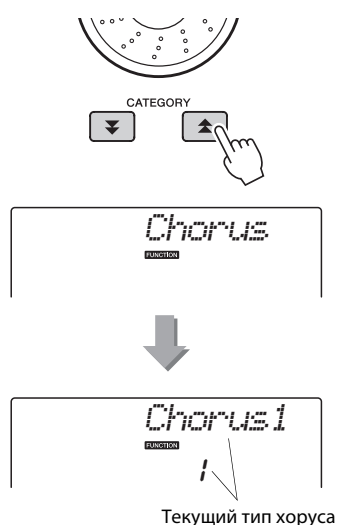 CATEGORY
Chorus
FUNCTION
Chorus1
FUNCTION
1
Текущий тип хоруса